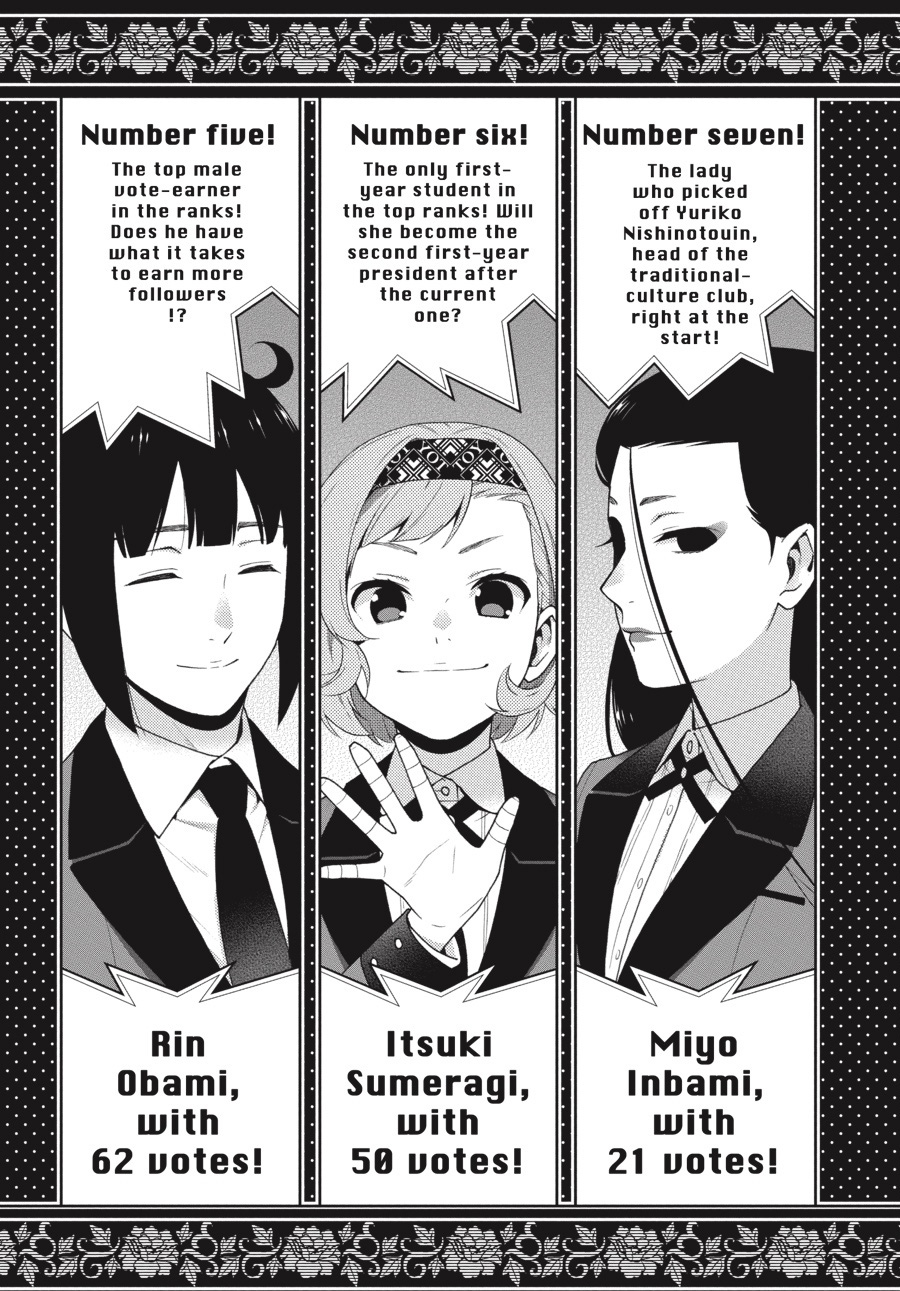 Number five!
The top male
vote-earner
in the ranks!
Does he have
what it takes
to earn more
followers
!?
Rin
Obami,
with
62 votes!
Number six!
The only first-
year student in
the top ranks! Will
she become the
second first-year
president after
the current
one?
Itsuki
Sumeragi,
with
50 votes!
Number seven!
The lady
who picked
off Yuriko
Nishinotouin,
head of the
traditional-
culture club,
right at the
start!
Miyo
Inbami,
with
21 votes!